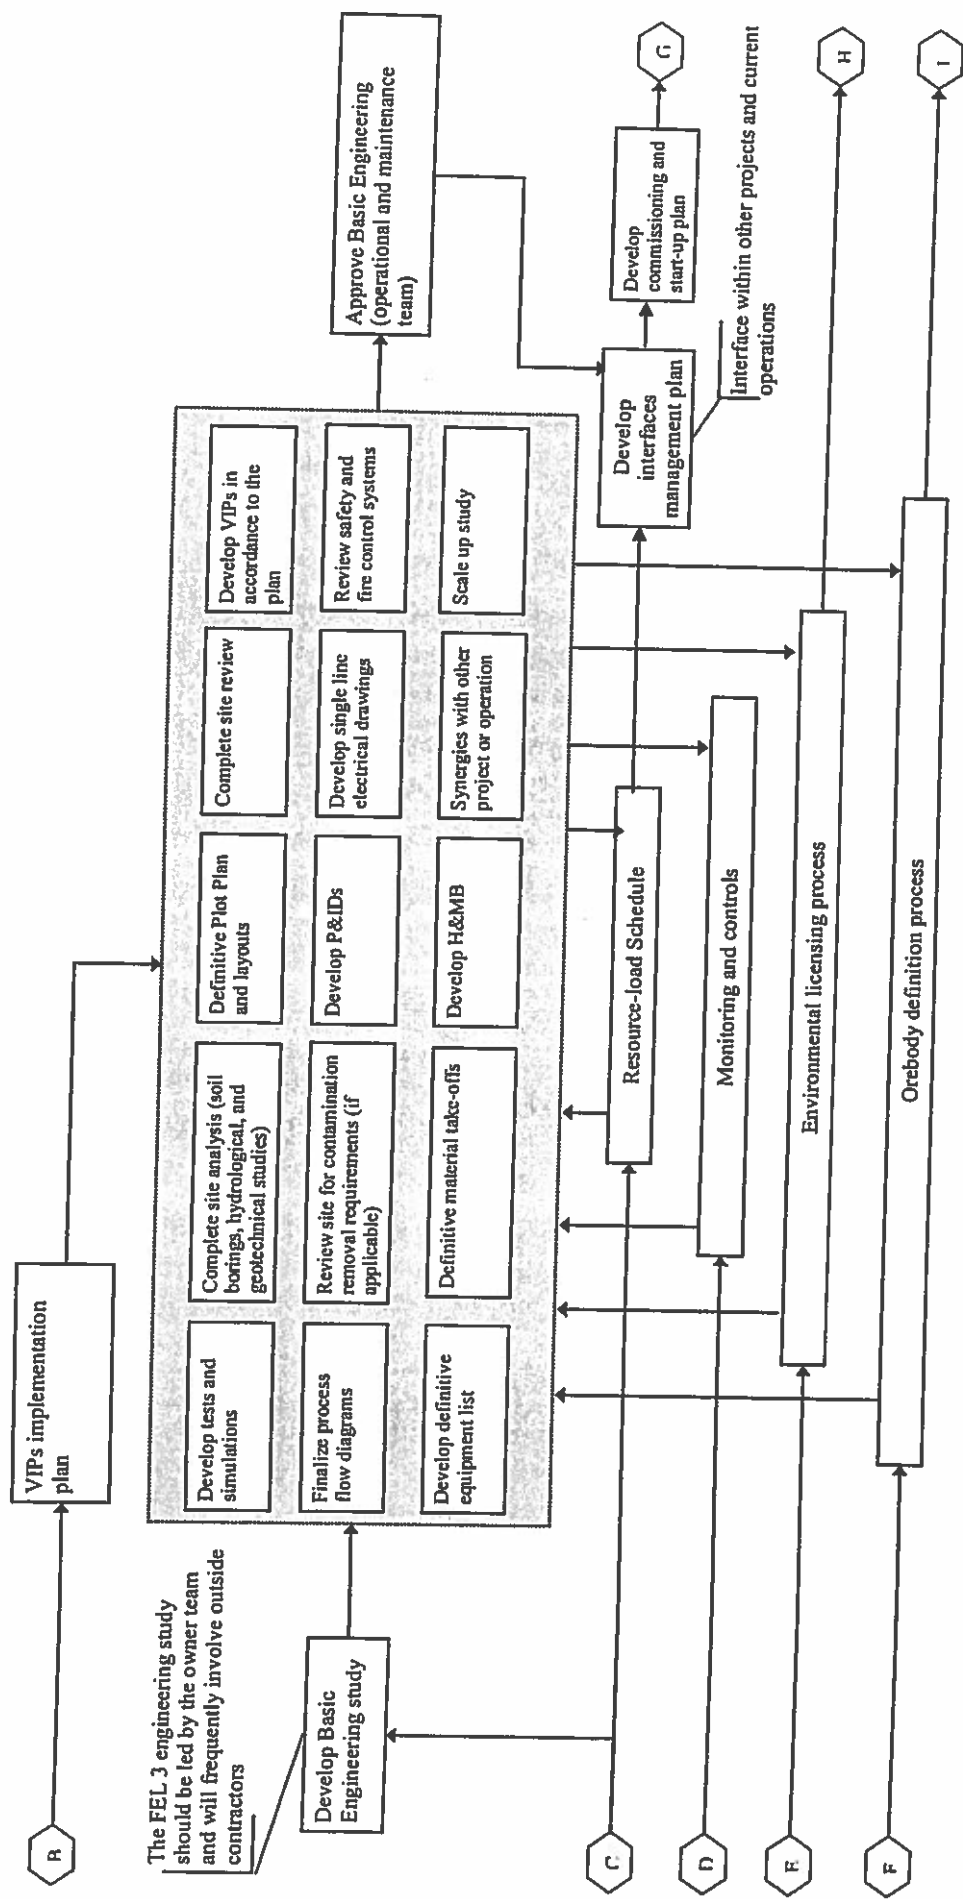 B
VIPs implementation
plan
The FEL 3 engineering study
should be led by the owner team
and will frequently involve outside
contractors
Develop Basic
Engineering study
Develop tests and
simulations
Complete site analysis (soil
borings, hydrological, and
geotechnical studies)
Definitive Plot Plan
and layouts
Complete site review
Develop VIPs in
accordance to the
plan
Finalize process
flow diagrams
Review site for contamination
removal requirements (if
applicable)
Develop P&IDs
Develop single line
electrical drawings
Review safety and
fire control systems
Develop definitive
equipment list
Definitive material take-offs
Develop H&MB
Synergies with other
project or operation
Scale up study
Approve Basic Engineering
(operational and maintenance
team)
C
Resource-load Schedule
Develop
interfaces
management plan
Develop
commissioning and
start-up plan
G
Interface within other projects and current
operations
D
Monitoring and controls
E
Environmental licensing process
H
F
Orebody definition process
I